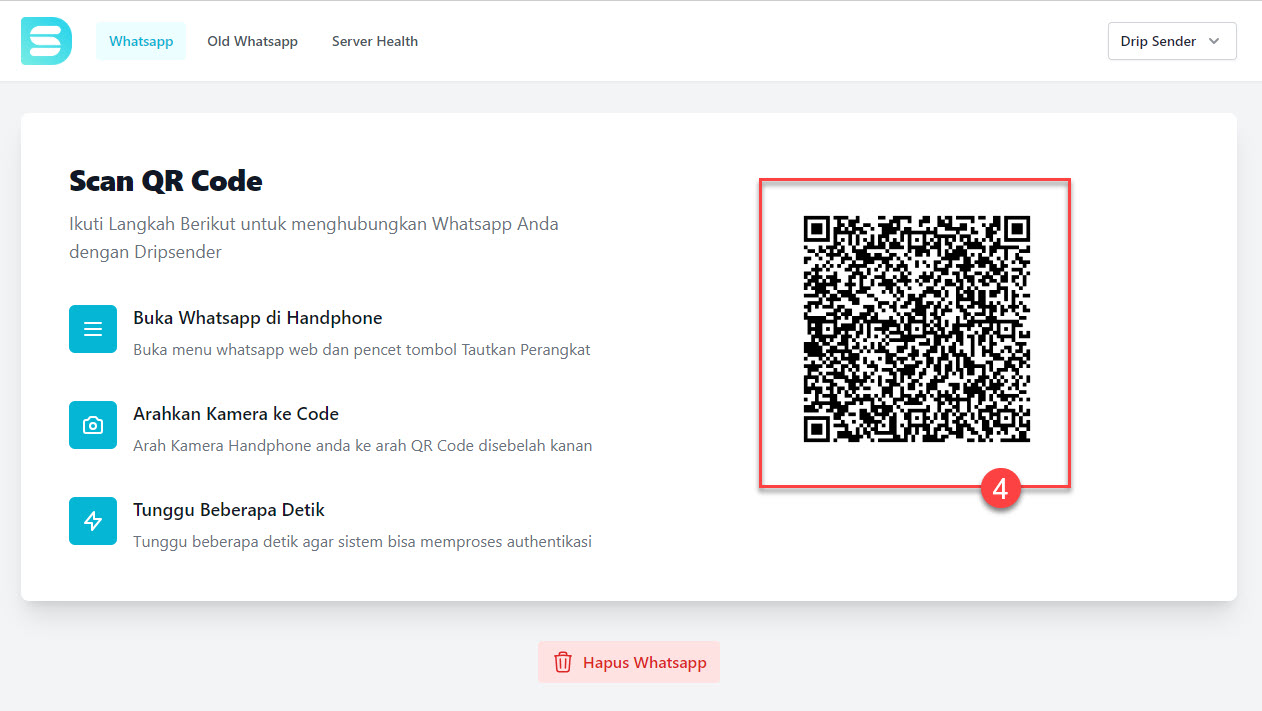 Whatsapp
Old Whatsapp
Server Health
Drip Sender
Scan QR Code
Ikuti Langkah Berikut untuk menghubungkan Whatsapp Anda
dengan Dripsender
Buka Whatsapp di Handphone
Buka menu whatsapp web dan pencet tombol Tautkan Perangkat
Arahkan Kamera ke Code
Arah Kamera Handphone anda ke arah QR Code disebelah kanan
Tunggu Beberapa Detik
Tunggu beberapa detik agar sistem bisa memproses authentikasi
4
Hapus Whatsapp